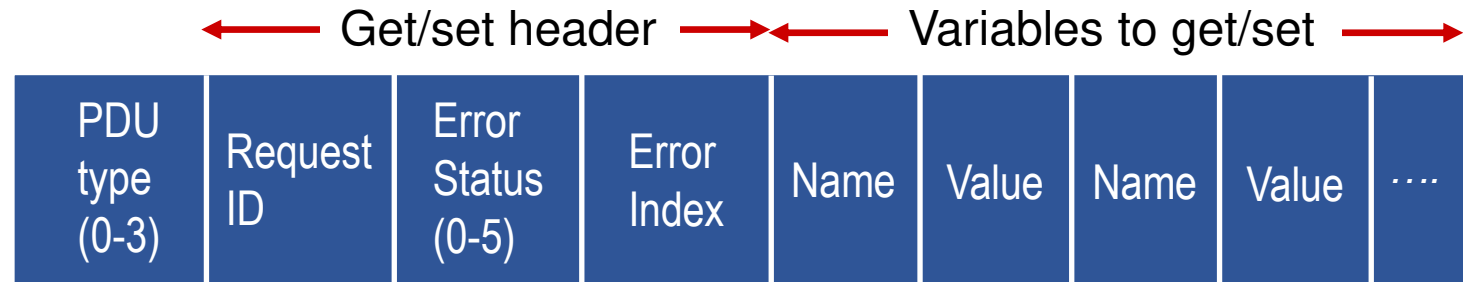 Get/set header
Variables to get/set
PDU
type
(0-3)
Request
ID
Error
Status
(0-5)
Error
Index
Name
Value
Name
Value
....